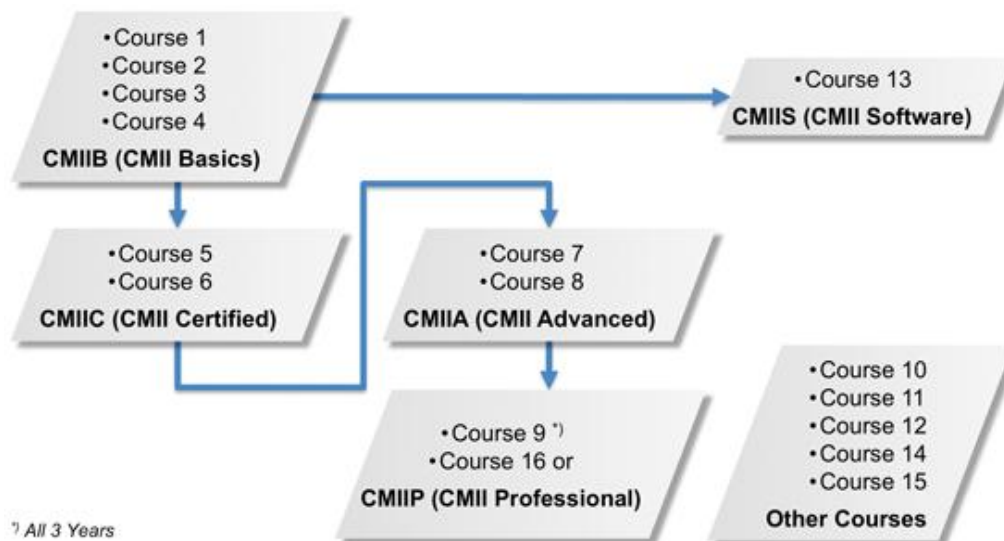 •Course 1
•Course 2
•Course 3
•Course 4
CMIIB (CMII Basics)
•Course 13
CMIIS (CMII Software)
•Course 5
•Course 6
CMIIC (CMII Certified)
•Course 7
•Course 8
CMIIA (CMII Advanced)
•Course 9 *)
•Course 16 or
CMIIP (CMII Professional)
•Course 10
•Course 11
•Course 12
•Course 14
•Course 15
Other Courses
*) All 3 Years